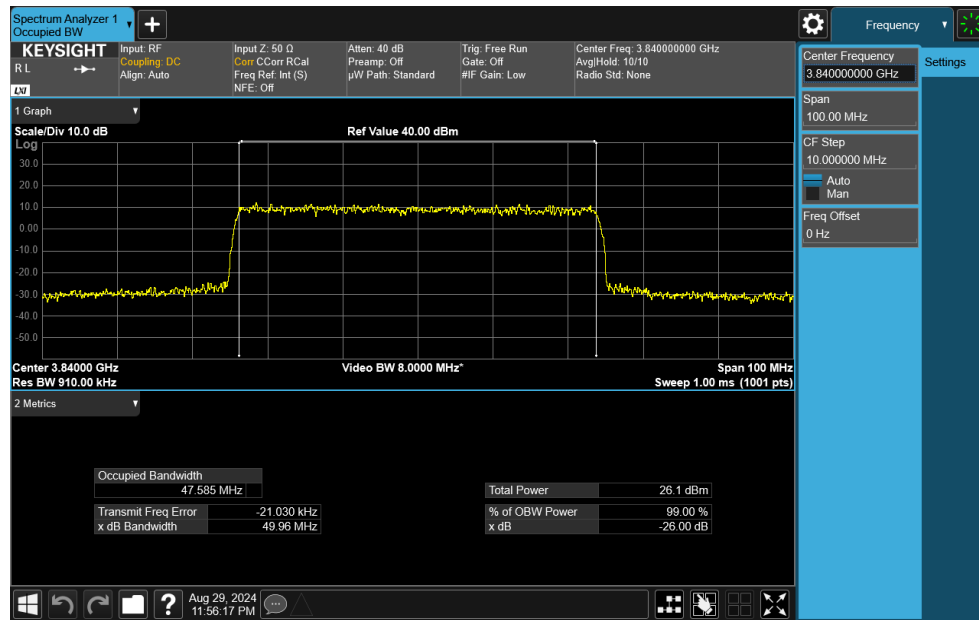 Spectrum Analyzer 1
Occupied BW
Frequency
KEYSIGHT
R L
LXI
Input: RF
Coupling: DC
Align: Auto
Input Z: 50 Ω
Corr CCorr RCal
Freq Ref: Int (S)
NFE: Off
Atten: 40 dB
Preamp: Off
µW Path: Standard
Trig: Free Run
Gate: Off
#IF Gain: Low
Center Freq: 3.840000000 GHz
Avg|Hold: 10/10
Radio Std: None
Center Frequency
3.840000000 GHz
Settings
Span
100.00 MHz
CF Step
10.000000 MHz
Auto
Man
Freq Offset
0 Hz
1 Graph
Scale/Div 10.0 dB
Ref Value 40.00 dBm
Log
30.0
20.0
10.0
0.00
-10.0
-20.0
-30.0
-40.0
-50.0
Center 3.84000 GHz
Video BW 8.0000 MHz*
Span 100 MHz
Res BW 910.00 kHz
Sweep 1.00 ms (1001 pts)
2 Metrics
Occupied Bandwidth
47.585 MHz
Total Power 26.1 dBm
Transmit Freq Error -21.030 kHz
% of OBW Power 99.00 %
x dB Bandwidth 49.96 MHz
x dB -26.00 dB
?
Aug 29, 2024
11:56:17 PM